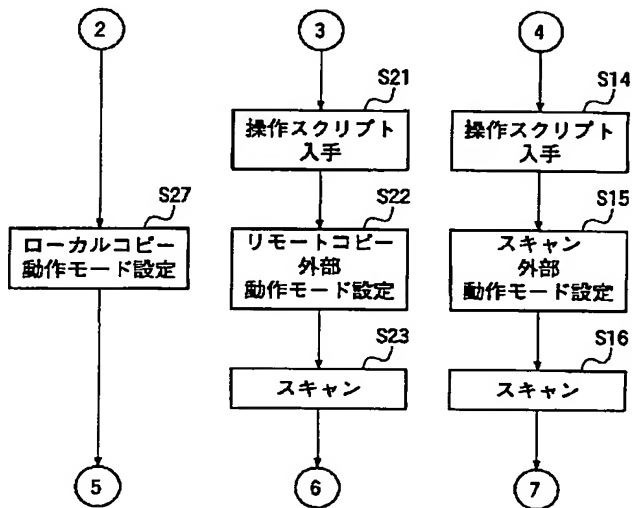 2
S27
ローカルコピー
動作モード設定
5
3
S21
操作スクリプト
入手
S22
リモートコピー
外部
動作モード設定
S23
スキャン
6
4
S14
操作スクリプト
入手
S15
スキャン
外部
動作モード設定
S16
スキャン
7